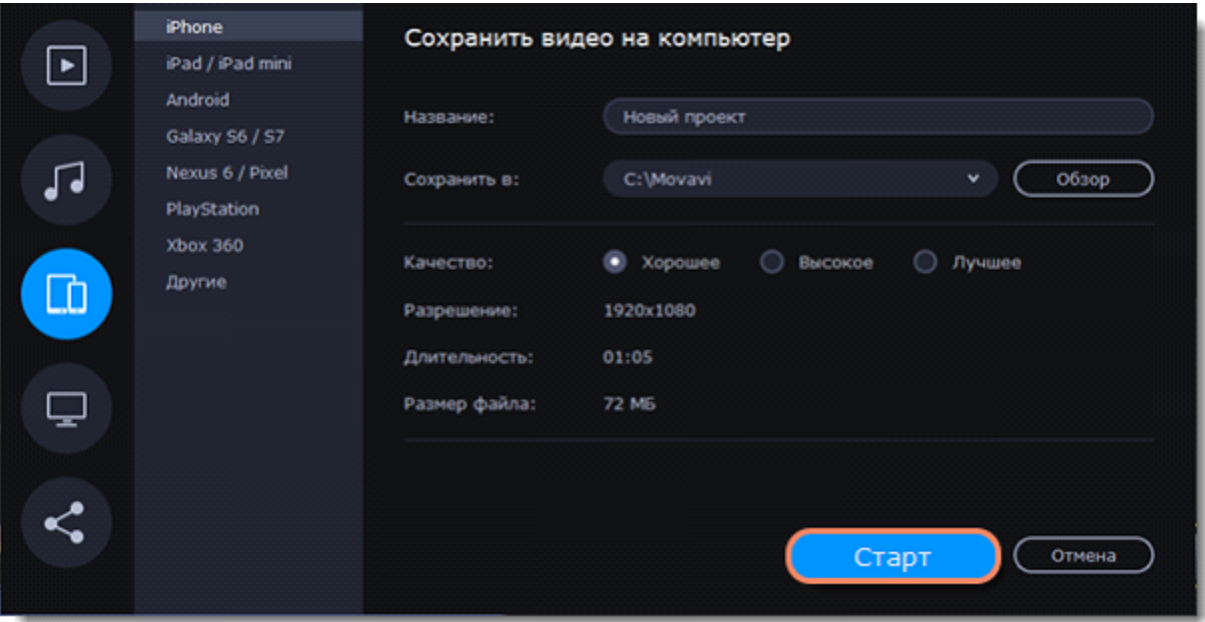 iPhone
iPad / iPad mini
Android
Galaxy S6 / S7
Nexus 6 / Pixel
PlayStation
Xbox 360
Другие
Сохранить видео на компьютер
Название: Новый проект
Сохранить в: C:\Movavi Обзор
Качество: Хорошее Высокое Лучшее
Разрешение: 1920x1080
Длительность: 01:05
Размер файла: 72 МБ
Старт Отмена